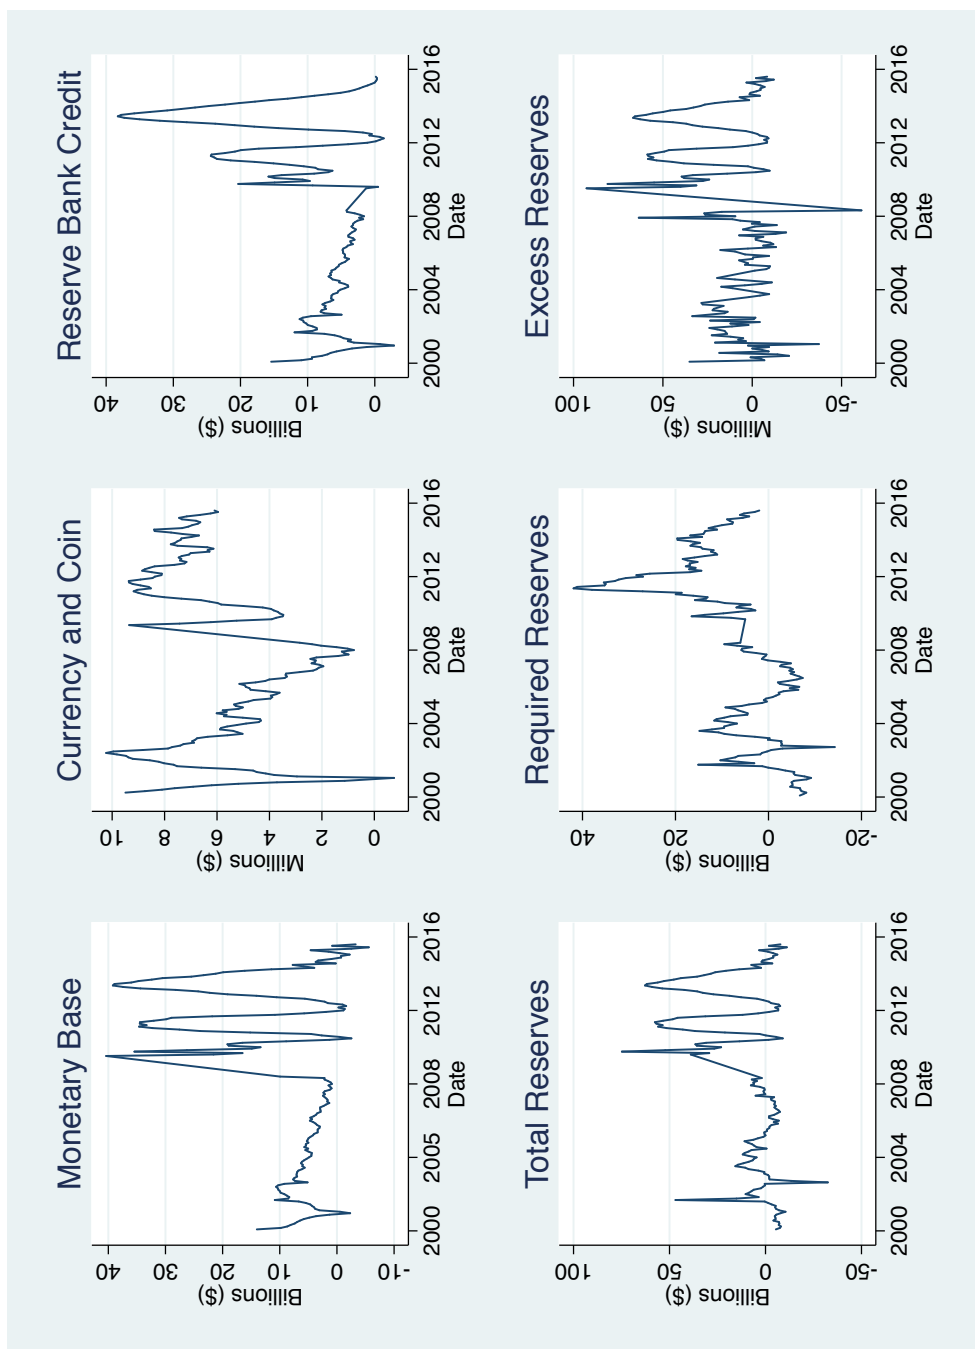 Monetary Base
Billions ($)
40
30
20
10
0
-10
2000 2005 2008 2012 2016
Date
Currency and Coin
Millions ($)
10
8
6
4
2
0
2000 2004 2008 2012 2016
Date
Reserve Bank Credit
Billions ($)
40
30
20
10
0
2000 2004 2008 2012 2016
Date
Total Reserves
Billions ($)
100
50
0
-50
2000 2004 2008 2012 2016
Date
Required Reserves
Billions ($)
40
20
0
-20
2000 2004 2008 2012 2016
Date
Excess Reserves
Millions ($)
100
50
0
-50
2000 2004 2008 2012 2016
Date